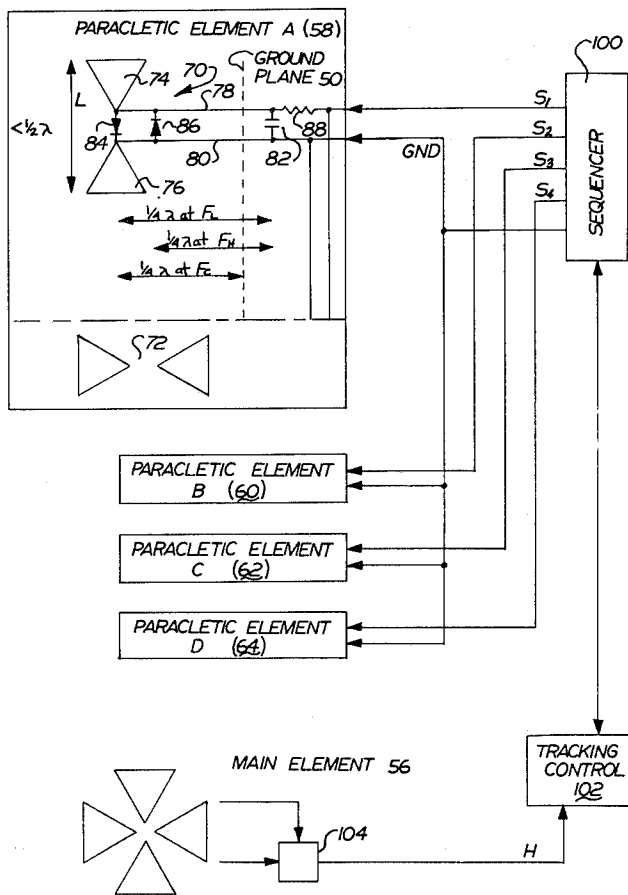 PARACLETIC ELEMENT A (58)
GROUND
PLANE 50
100
74
70
78
L
<½λ
84
86
88
80
82
76
GND
S1
S2
S3
S4
SEQUENCER
¼λ at FL
¼λ at FH
¼λ at FC
72
PARACLETIC ELEMENT
B (60)
PARACLETIC ELEMENT
C (62)
PARACLETIC ELEMENT
D (64)
MAIN ELEMENT 56
TRACKING
CONTROL
102
104
H